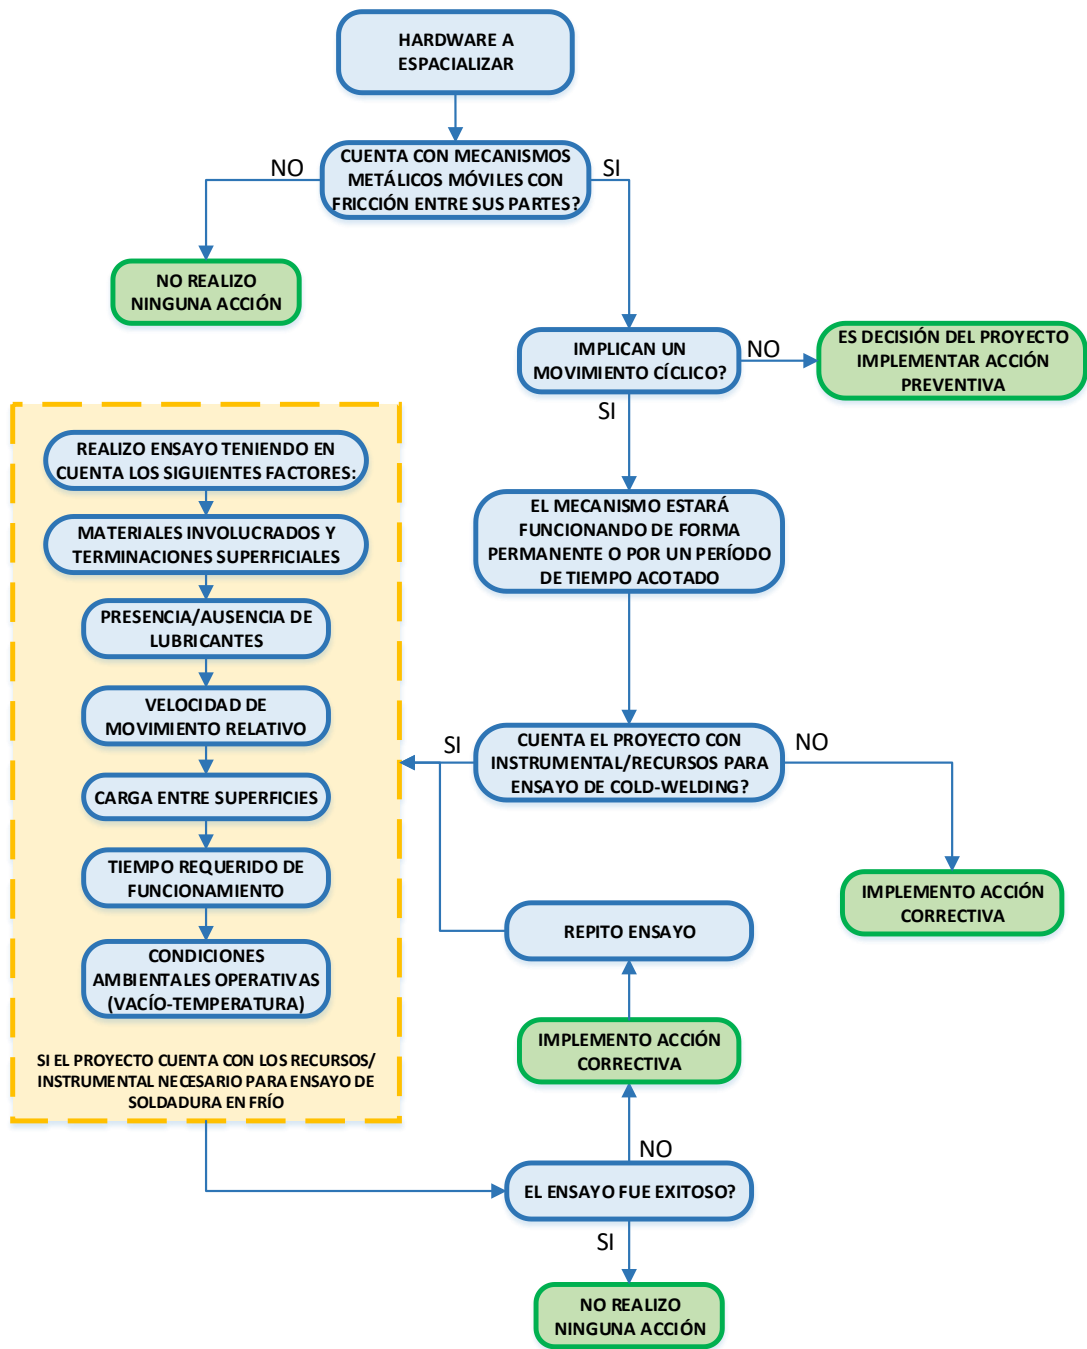 HARDWARE A
ESPACIALIZAR
CUENTA CON MECANISMOS
METÁLICOS MÓVILES CON
FRICCIÓN ENTRE SUS PARTES?
NO
SI
NO REALIZO
NINGUNA ACCIÓN
IMPLICAN UN
MOVIMIENTO CÍCLICO?
NO
ES DECISIÓN DEL PROYECTO
IMPLEMENTAR ACCIÓN
PREVENTIVA
SI
EL MECANISMO ESTARÁ
FUNCIONANDO DE FORMA
PERMANENTE O POR UN PERÍODO
DE TIEMPO ACOTADO
CUENTA EL PROYECTO CON
INSTRUMENTAL/RECURSOS PARA
ENSAYO DE COLD-WELDING?
SI
NO
IMPLEMENTO ACCIÓN
CORRECTIVA
REALIZO ENSAYO TENIENDO EN
CUENTA LOS SIGUIENTES FACTORES:
MATERIALES INVOLUCRADOS Y
TERMINACIONES SUPERFICIALES
PRESENCIA/AUSENCIA DE
LUBRICANTES
VELOCIDAD DE
MOVIMIENTO RELATIVO
CARGA ENTRE SUPERFICIES
TIEMPO REQUERIDO DE
FUNCIONAMIENTO
CONDICIONES
AMBIENTALES OPERATIVAS
(VACÍO-TEMPERATURA)
SI EL PROYECTO CUENTA CON LOS RECURSOS/
INSTRUMENTAL NECESARIO PARA ENSAYO DE
SOLDADURA EN FRÍO
REPITO ENSAYO
IMPLEMENTO ACCIÓN
CORRECTIVA
NO
EL ENSAYO FUE EXITOSO?
SI
NO REALIZO
NINGUNA ACCIÓN